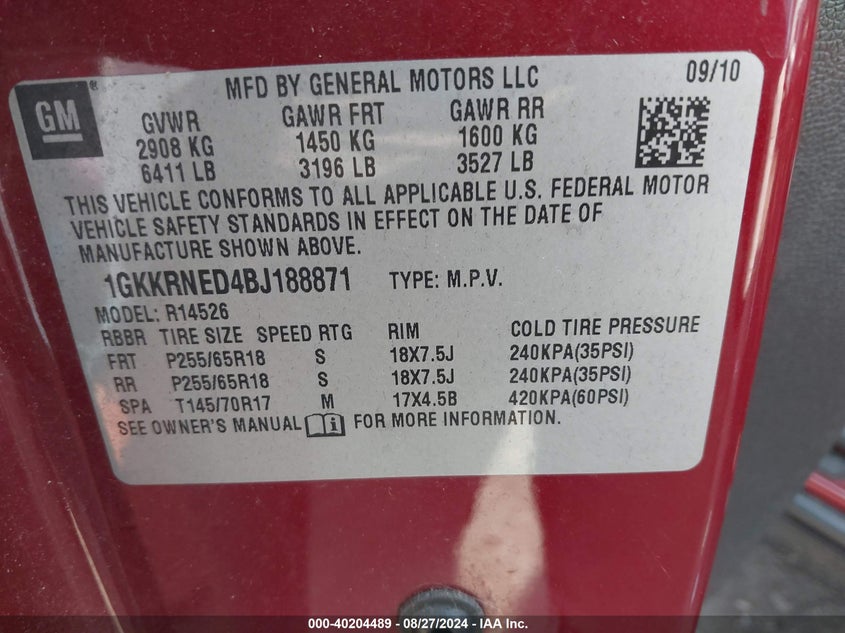 MFD BY GENERAL MOTORS LLC 09/10
GM ®
GVWR GAWR FRT GAWR RR
2908 KG 1450 KG 1600 KG
6411 LB 3196 LB 3527 LB
THIS VEHICLE CONFORMS TO ALL APPLICABLE U.S. FEDERAL MOTOR
VEHICLE SAFETY STANDARDS IN EFFECT ON THE DATE OF
MANUFACTURE SHOWN ABOVE.
1GKKRNED4BJ188871 TYPE: M.P.V.
MODEL: R14526
RBBR TIRE SIZE SPEED RTG RIM COLD TIRE PRESSURE
FRT P255/65R18 S 18X7.5J 240KPA(35PSI)
RR P255/65R18 S 18X7.5J 240KPA(35PSI)
SPA T145/70R17 M 17X4.5B 420KPA(60PSI)
SEE OWNER'S MANUAL i FOR MORE INFORMATION.
000-40204489 - 08/27/2024 - IAA Inc.